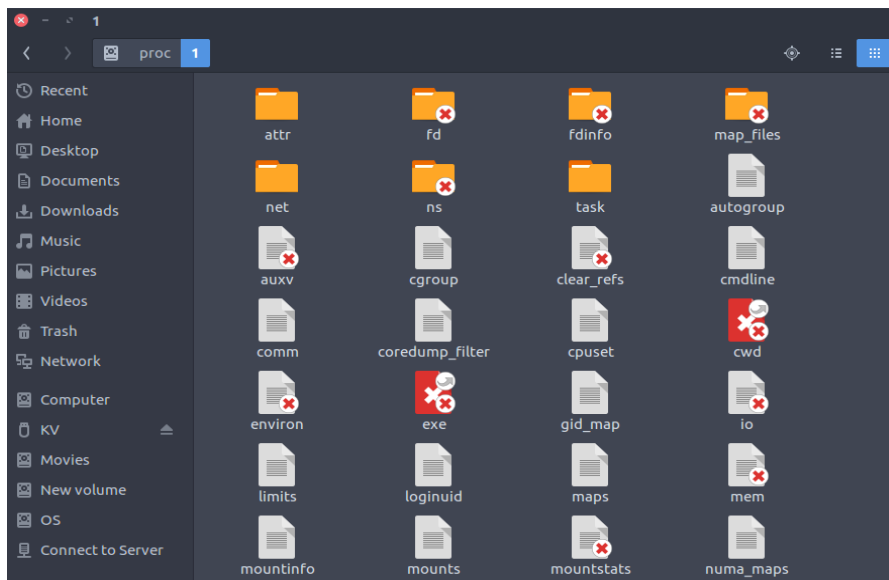 1
proc 1
Recent
Home
Desktop
Documents
Downloads
Music
Pictures
Videos
Trash
Network
Computer
KV
Movies
New volume
OS
Connect to Server
attr fd fdinfo map_files
net ns task autogroup
auxv cgroup clear_refs cmdline
comm coredump_filter cpuset cwd
environ exe gid_map io
limits loginuid maps mem
mountinfo mounts mountstats numa_maps